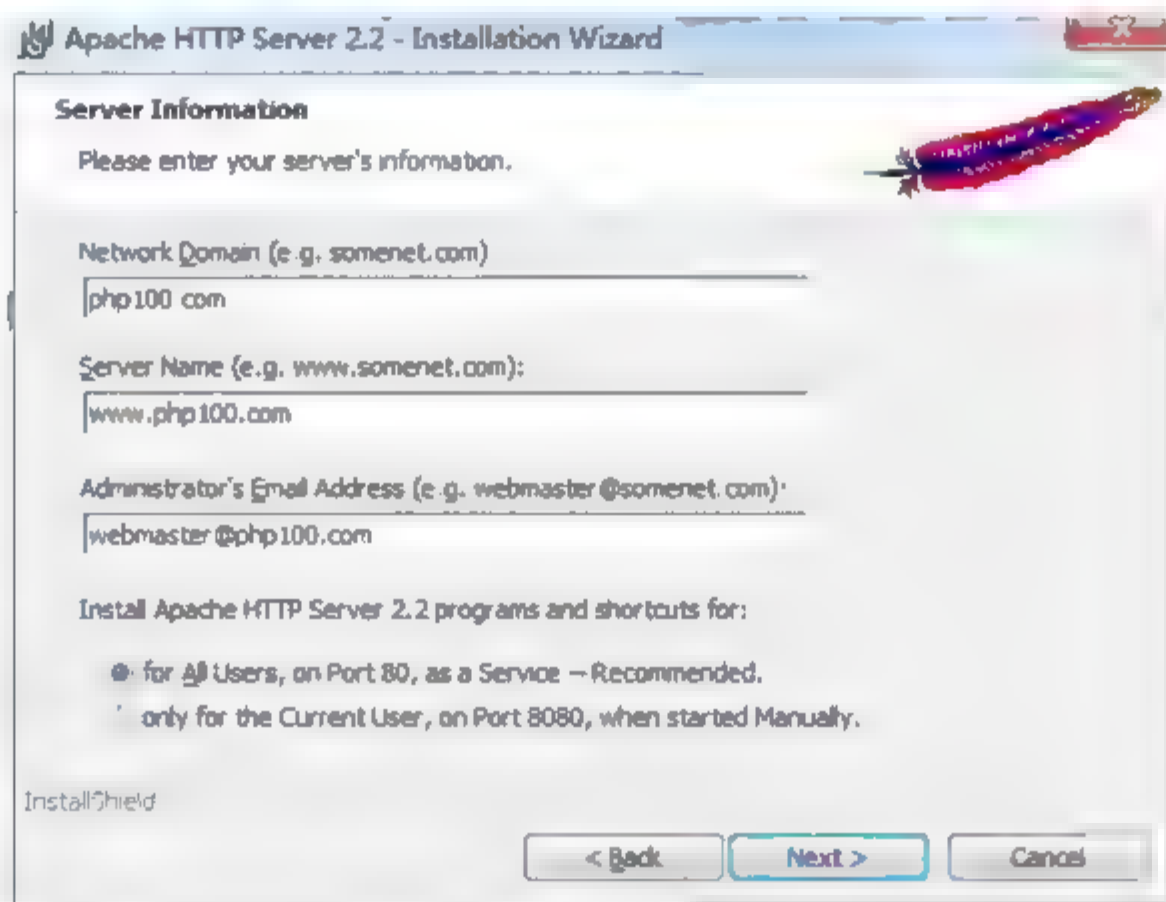 Apache HTTP Server 2.2 - Installation Wizard
Server Information
Please enter your server's information.
Network Domain (e.g. somenet.com)
php100 com
Server Name (e.g. www.somenet.com):
www.php100.com
Administrator's Email Address (e.g. webmaster@somenet.com):
webmaster@php100.com
Install Apache HTTP Server 2.2 programs and shortcuts for:
for All Users, on Port 80, as a Service -- Recommended.
only for the Current User, on Port 8080, when started Manually.
InstallShield
< Back
Next >
Cancel